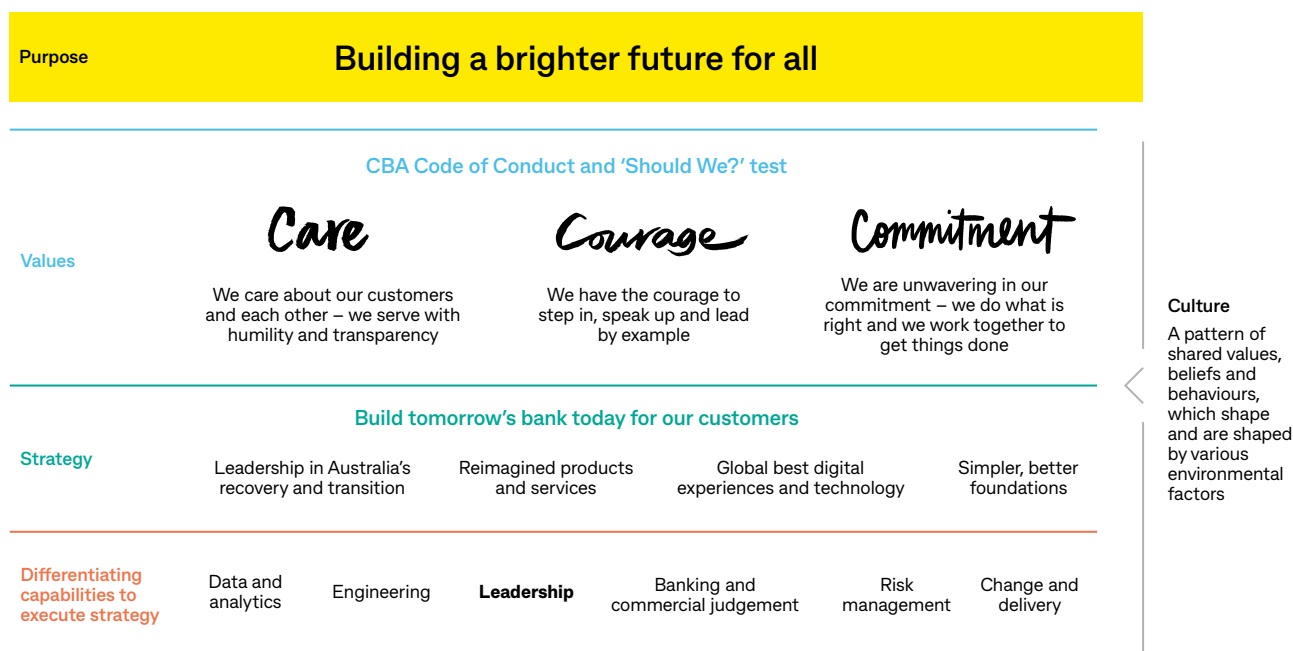 Purpose
Building a brighter future for all
CBA Code of Conduct and ‘Should We?’ test
Values
Care
We care about our customers
and each other – we serve with
humility and transparency
Courage
We have the courage to
step in, speak up and lead
by example
Commitment
We are unwavering in our
commitment – we do what is
right and we work together to
get things done
Build tomorrow’s bank today for our customers
Strategy
Leadership in Australia’s
recovery and transition
Reimagined products
and services
Global best digital
experiences and technology
Simpler, better
foundations
Differentiating
capabilities to
execute strategy
Data and
analytics
Engineering
Leadership
Banking and
commercial judgement
Risk
management
Change and
delivery
Culture
A pattern of
shared values,
beliefs and
behaviours,
which shape
and are shaped
by various
environmental
factors